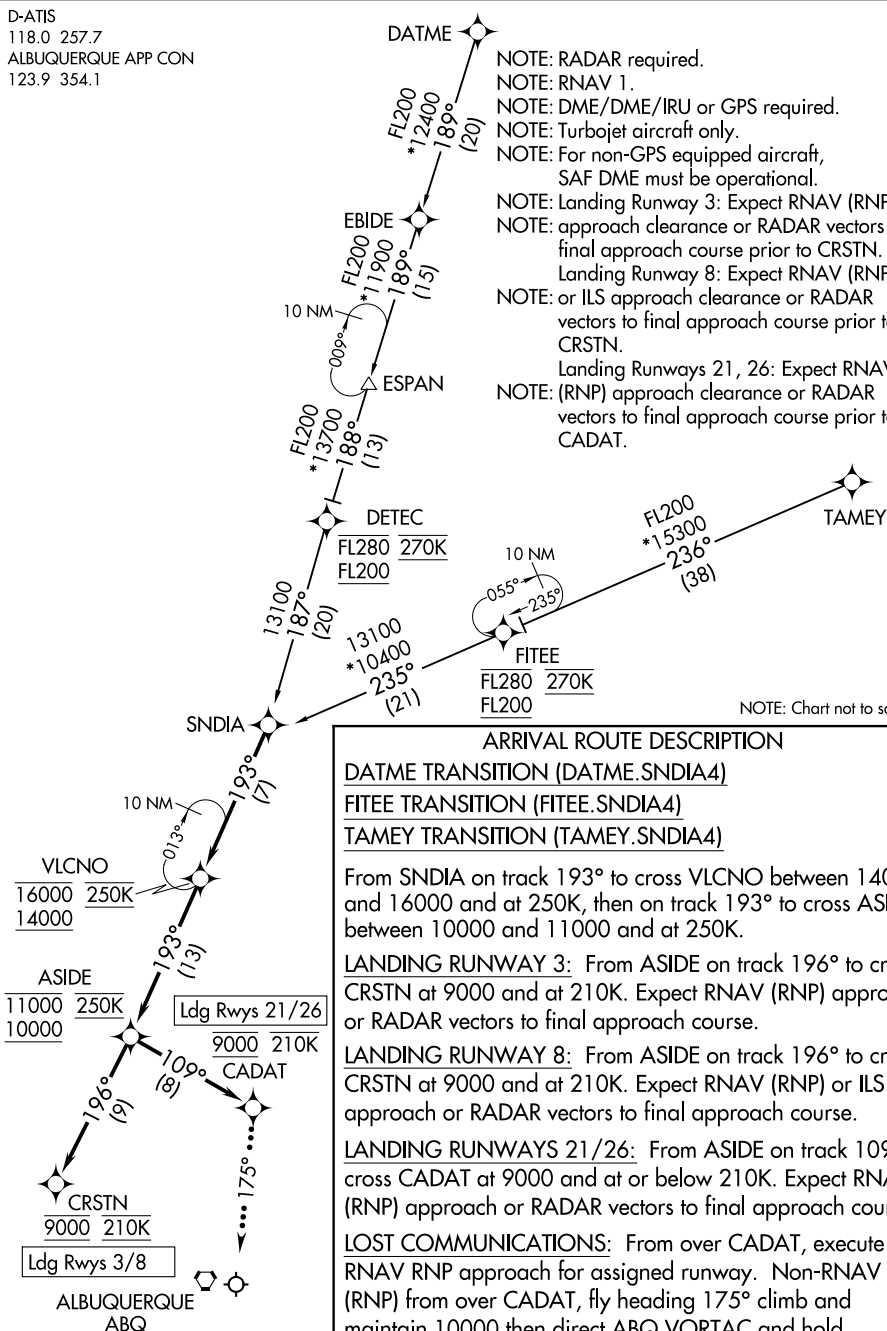 D-ATIS
118.0 257.7
ALBUQUERQUE APP CON
123.9 354.1
DATME
NOTE: RADAR required.
NOTE: RNAV 1.
NOTE: DME/DME/IRU or GPS required.
NOTE: Turbojet aircraft only.
NOTE: For non-GPS equipped aircraft,
SAF DME must be operational.
NOTE: Landing Runway 3: Expect RNAV (RNP
NOTE: approach clearance or RADAR vectors
final approach course prior to CRSTN.
Landing Runway 8: Expect RNAV (RNP
NOTE: or ILS approach clearance or RADAR
vectors to final approach course prior t
CRSTN.
Landing Runways 21, 26: Expect RNAV
NOTE: (RNP) approach clearance or RADAR
vectors to final approach course prior t
CADAT.
FL200
*12400
189°
(20)
EBIDE
FL200
*11900
189°
(15)
10 NM
009°
ESPAN
FL200
*13700
188°
(13)
DETEC
FL280 270K
FL200
TAMEY
FL200
*15300
236°
(38)
10 NM
055°
235°
FITEE
FL280 270K
FL200
13100
187°
(20)
13100
*10400
235°
(21)
NOTE: Chart not to sc
SNDIA
193°
(7)
10 NM
013°
VLCNO
16000 250K
14000
193°
(13)
ASIDE
11000 250K
10000
Ldg Rwys 21/26
9000 210K
CADAT
109°
(8)
196°
(9)
175°
CRSTN
9000 210K
Ldg Rwys 3/8
ALBUQUERQUE
ABQ
ARRIVAL ROUTE DESCRIPTION
DATME TRANSITION (DATME.SNDIA4)
FITEE TRANSITION (FITEE.SNDIA4)
TAMEY TRANSITION (TAMEY.SNDIA4)
From SNDIA on track 193° to cross VLCNO between 140
and 16000 and at 250K, then on track 193° to cross ASI
between 10000 and 11000 and at 250K.
LANDING RUNWAY 3: From ASIDE on track 196° to cr
CRSTN at 9000 and at 210K. Expect RNAV (RNP) appro
or RADAR vectors to final approach course.
LANDING RUNWAY 8: From ASIDE on track 196° to cr
CRSTN at 9000 and at 210K. Expect RNAV (RNP) or ILS
approach or RADAR vectors to final approach course.
LANDING RUNWAYS 21/26: From ASIDE on track 109
cross CADAT at 9000 and at or below 210K. Expect RNA
(RNP) approach or RADAR vectors to final approach cou
LOST COMMUNICATIONS: From over CADAT, execute
RNAV RNP approach for assigned runway. Non-RNAV
(RNP) from over CADAT, fly heading 175° climb and
maintain 10000 then direct ABQ VORTAC and hold